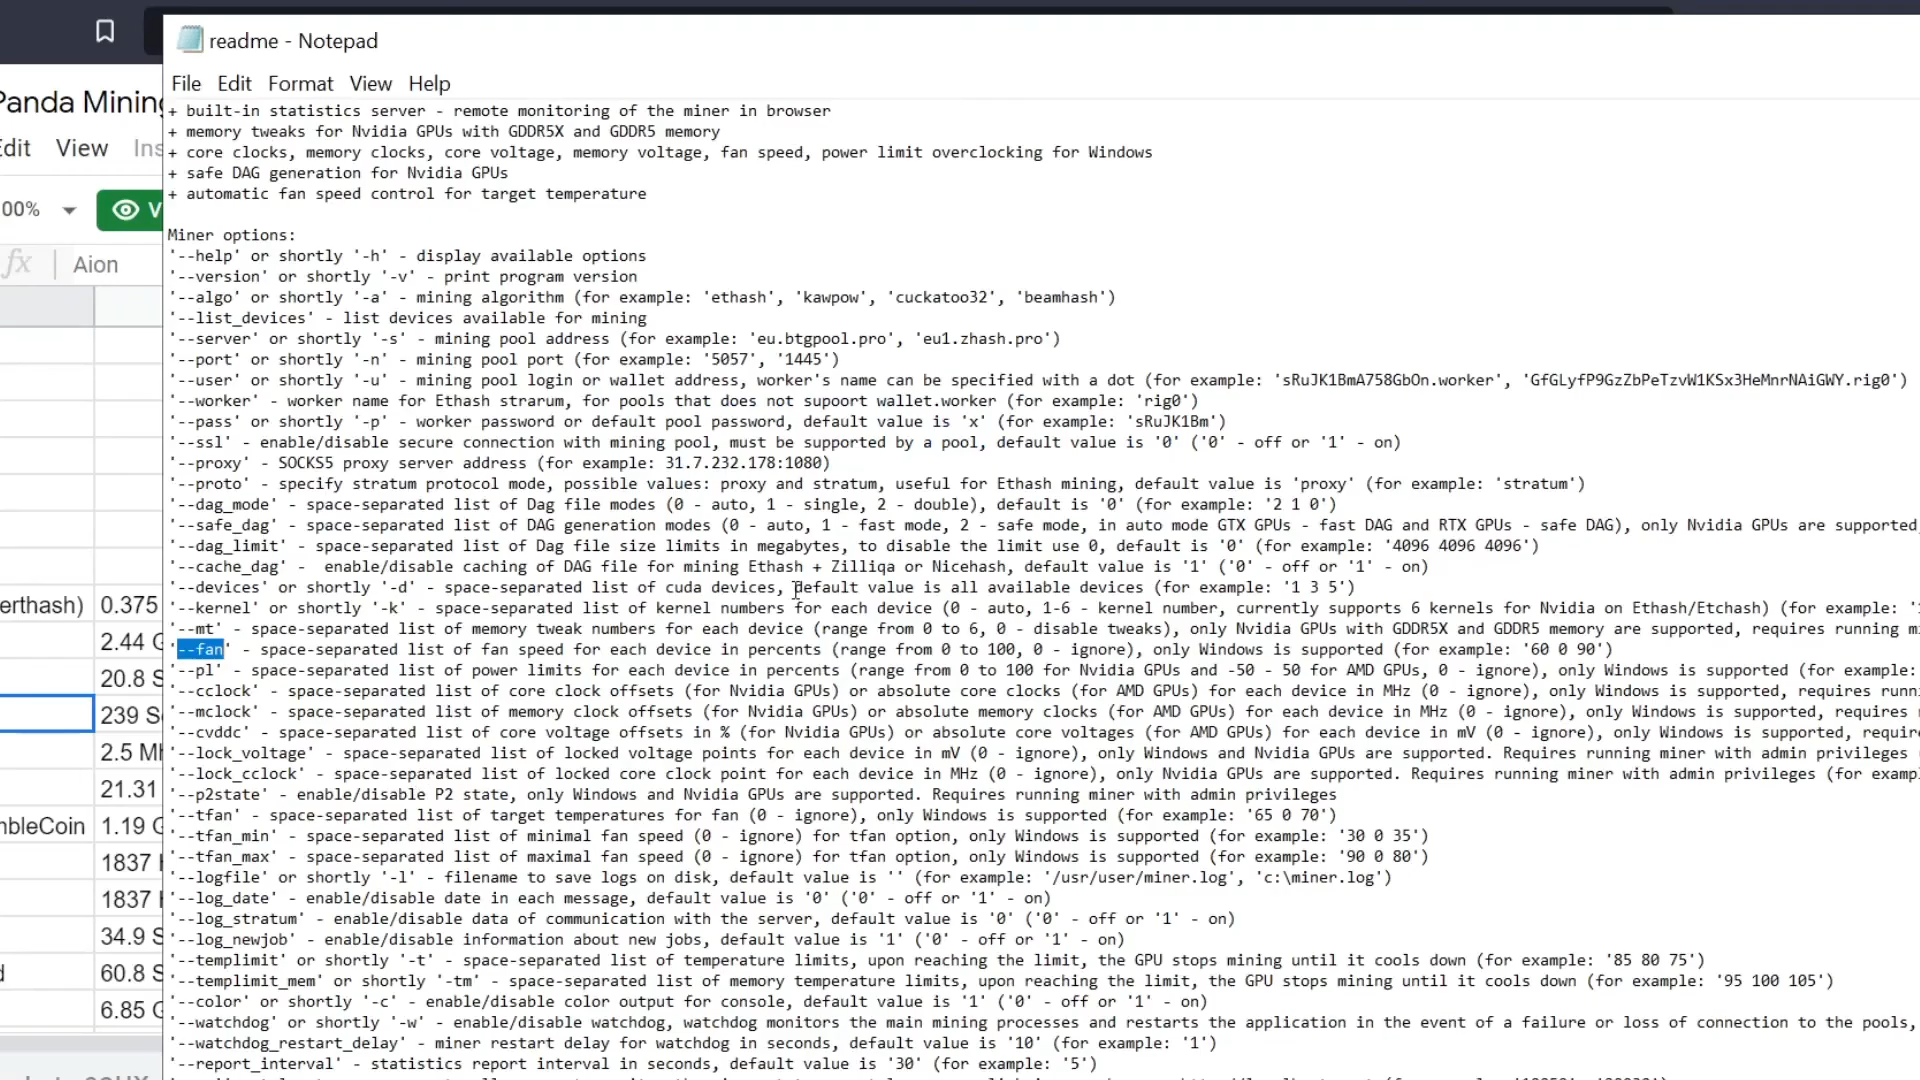 readme - Notepad
File Edit Format View Help
Panda Mining
Edit View Ins
00%
V
fx Aion
+ built-in statistics server - remote monitoring of the miner in browser
+ memory tweaks for Nvidia GPUs with GDDR5X and GDDR5 memory
+ core clocks, memory clocks, core voltage, memory voltage, fan speed, power limit overclocking for Windows
+ safe DAG generation for Nvidia GPUs
+ automatic fan speed control for target temperature
Miner options:
'--help' or shortly '-h' - display available options
'--version' or shortly '-v' - print program version
'--algo' or shortly '-a' - mining algorithm (for example: 'ethash', 'kawpow', 'cuckatoo32', 'beamhash')
'--list_devices' - list devices available for mining
'--server' or shortly '-s' - mining pool address (for example: 'eu.btgpool.pro', 'eu1.zhash.pro')
'--port' or shortly '-n' - mining pool port (for example: '5057', '1445')
'--user' or shortly '-u' - mining pool login or wallet address, worker's name can be specified with a dot (for example: 'sRuJK1BmA758GbOn.worker', 'GfGLyfP9GzZbPeTzvW1KSx3HeMnrNAiGWY.rig0')
'--worker' - worker name for Ethash strarum, for pools that does not supoort wallet.worker (for example: 'rig0')
'--pass' or shortly '-p' - worker password or default pool password, default value is 'x' (for example: 'sRuJK1Bm')
'--ssl' - enable/disable secure connection with mining pool, must be supported by a pool, default value is '0' ('0' - off or '1' - on)
'--proxy' - SOCKS5 proxy server address (for example: 31.7.232.178:1080)
'--proto' - specify stratum protocol mode, possible values: proxy and stratum, useful for Ethash mining, default value is 'proxy' (for example: 'stratum')
'--dag_mode' - space-separated list of Dag file modes (0 - auto, 1 - single, 2 - double), default is '0' (for example: '2 1 0')
'--safe_dag' - space-separated list of DAG generation modes (0 - auto, 1 - fast mode, 2 - safe mode, in auto mode GTX GPUs - fast DAG and RTX GPUs - safe DAG), only Nvidia GPUs are supported
'--dag_limit' - space-separated list of Dag file size limits in megabytes, to disable the limit use 0, default is '0' (for example: '4096 4096 4096')
'--cache_dag' -  enable/disable caching of DAG file for mining Ethash + Zilliqa or Nicehash, default value is '1' ('0' - off or '1' - on)
'--devices' or shortly '-d' - space-separated list of cuda devices, default value is all available devices (for example: '1 3 5')
'--kernel' or shortly '-k' - space-separated list of kernel numbers for each device (0 - auto, 1-6 - kernel number, currently supports 6 kernels for Nvidia on Ethash/Etchash) (for example:
'--mt' - space-separated list of memory tweak numbers for each device (range from 0 to 6, 0 - disable tweaks), only Nvidia GPUs with GDDR5X and GDDR5 memory are supported, requires running
'--fan' - space-separated list of fan speed for each device in percents (range from 0 to 100, 0 - ignore), only Windows is supported (for example: '60 0 90')
'--pl' - space-separated list of power limits for each device in percents (range from 0 to 100 for Nvidia GPUs and -50 - 50 for AMD GPUs, 0 - ignore), only Windows is supported (for example:
'--cclock' - space-separated list of core clock offsets (for Nvidia GPUs) or absolute core clocks (for AMD GPUs) for each device in MHz (0 - ignore), only Windows is supported, requires runn
'--mclock' - space-separated list of memory clock offsets (for Nvidia GPUs) or absolute memory clocks (for AMD GPUs) for each device in MHz (0 - ignore), only Windows is supported, requires
'--cvddc' - space-separated list of core voltage offsets in % (for Nvidia GPUs) or absolute core voltages (for AMD GPUs) for each device in mV (0 - ignore), only Windows is supported, require
'--lock_voltage' - space-separated list of locked voltage points for each device in mV (0 - ignore), only Windows and Nvidia GPUs are supported. Requires running miner with admin privileges
'--lock_cclock' - space-separated list of locked core clock point for each device in MHz (0 - ignore), only Nvidia GPUs are supported. Requires running miner with admin privileges (for examp
'--p2state' - enable/disable P2 state, only Windows and Nvidia GPUs are supported. Requires running miner with admin privileges
'--tfan' - space-separated list of target temperatures for fan (0 - ignore), only Windows is supported (for example: '65 0 70')
'--tfan_min' - space-separated list of minimal fan speed (0 - ignore) for tfan option, only Windows is supported (for example: '30 0 35')
'--tfan_max' - space-separated list of maximal fan speed (0 - ignore) for tfan option, only Windows is supported (for example: '90 0 80')
'--logfile' or shortly '-l' - filename to save logs on disk, default value is '' (for example: '/usr/user/miner.log', 'c:\miner.log')
'--log_date' - enable/disable date in each message, default value is '0' ('0' - off or '1' - on)
'--log_stratum' - enable/disable data of communication with the server, default value is '0' ('0' - off or '1' - on)
'--log_newjob' - enable/disable information about new jobs, default value is '1' ('0' - off or '1' - on)
'--templimit' or shortly '-t' - space-separated list of temperature limits, upon reaching the limit, the GPU stops mining until it cools down (for example: '85 80 75')
'--templimit_mem' or shortly '-tm' - space-separated list of memory temperature limits, upon reaching the limit, the GPU stops mining until it cools down (for example: '95 100 105')
'--color' or shortly '-c' - enable/disable color output for console, default value is '1' ('0' - off or '1' - on)
'--watchdog' or shortly '-w' - enable/disable watchdog, watchdog monitors the main mining processes and restarts the application in the event of a failure or loss of connection to the pools,
'--watchdog_restart_delay' - miner restart delay for watchdog in seconds, default value is '10' (for example: '1')
'--report_interval' - statistics report interval in seconds, default value is '30' (for example: '5')
erthash) 0.375
2.44 G
20.8 S
239 S
2.5 MH
21.31
mbleCoin 1.19 G
1837 H
1837 H
34.9 S
d 60.8 S
6.85 G